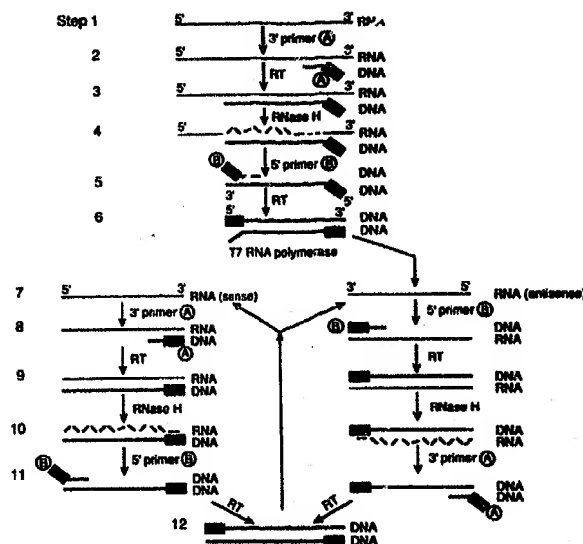 Step 1 5' 3' RNA
3' primer A
2 5' 3' RNA
RT A DNA
3 5' 3' RNA
DNA
RNase H
4 5' 3' RNA
DNA
B 5' primer B DNA
5 DNA
3' RT 5'
6 5' 3' DNA
DNA
T7 RNA polymerase
7 5' 3' RNA (sense) 3' 5' RNA (antisense)
3' primer A 5' primer B
8 RNA B DNA
DNA RNA
RT A RT
9 RNA DNA
DNA RNA
RNase H RNase H
10 RNA DNA
DNA RNA
B 5' primer B 3' primer A
11 DNA DNA
DNA DNA
RT RT A
12 DNA
DNA